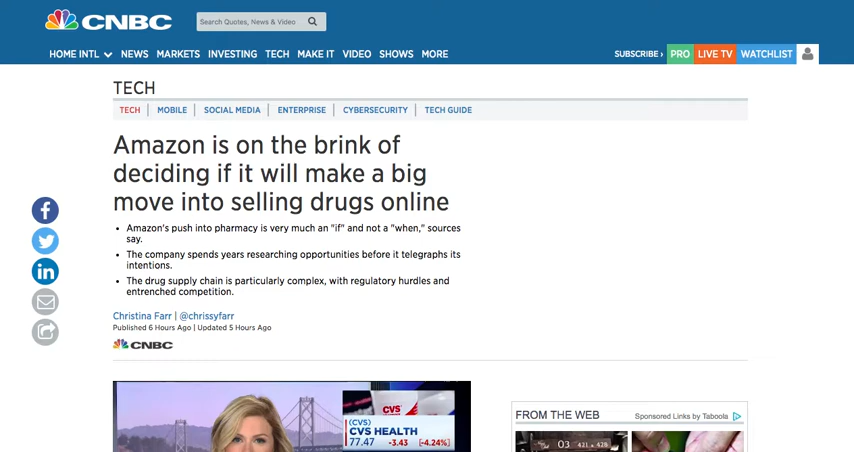 CNBC
Search Quotes, News & Video
HOME INTL NEWS MARKETS INVESTING TECH MAKE IT VIDEO SHOWS MORE
SUBSCRIBE › PRO LIVE TV WATCHLIST
TECH
TECH MOBILE SOCIAL MEDIA ENTERPRISE CYBERSECURITY TECH GUIDE
Amazon is on the brink of
deciding if it will make a big
move into selling drugs online
• Amazon's push into pharmacy is very much an "if" and not a "when," sources
say.
• The company spends years researching opportunities before it telegraphs its
intentions.
• The drug supply chain is particularly complex, with regulatory hurdles and
entrenched competition.
Christina Farr | @chrissyfarr
Published 6 Hours Ago | Updated 5 Hours Ago
CNBC
CVS
(CVS)
CVS HEALTH
77.47 -3.43 [-4.24%]
FROM THE WEB
Sponsored Links by Taboola
03 421 x 428